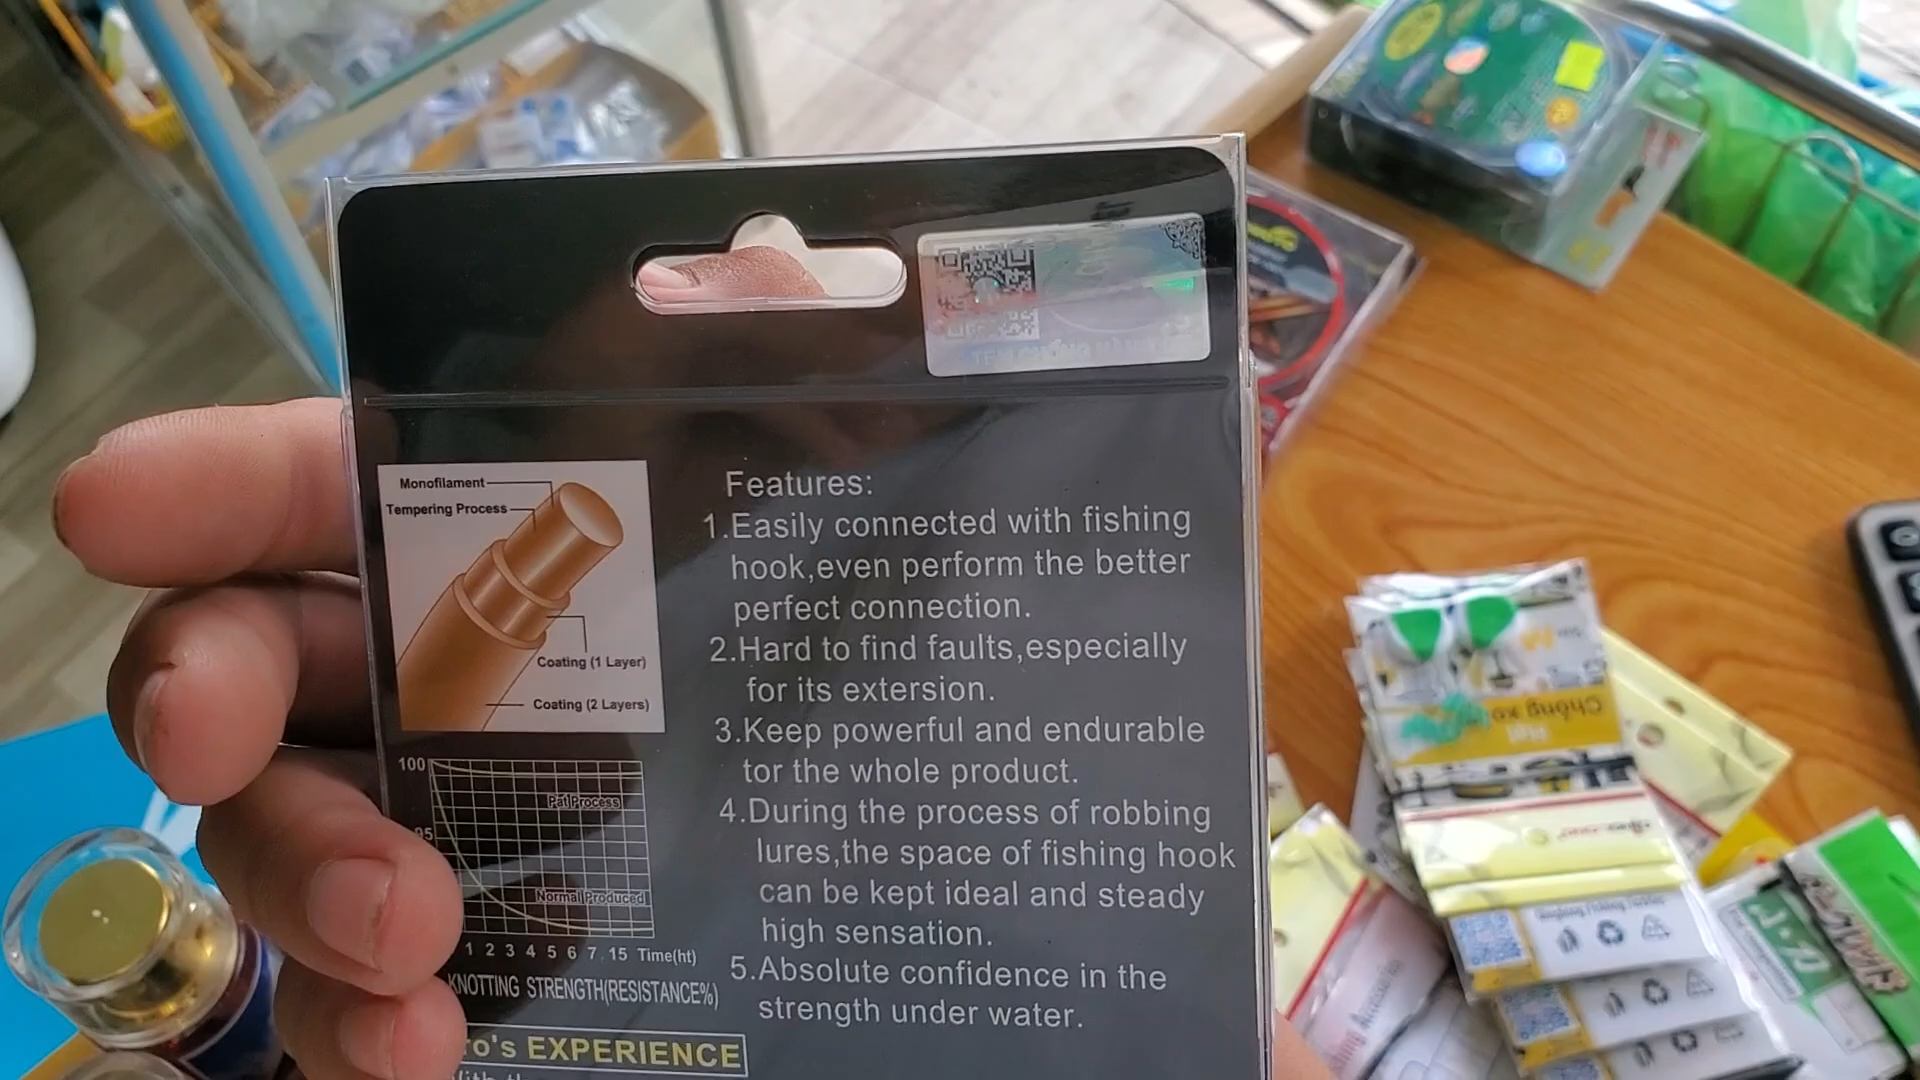 TEM CHỐNG HÀNG
Monofilament
Tempering Process
Coating (1 Layer)
Coating (2 Layers)
100
Pat Process
95
Normal Produced
1 2 3 4 5 6 7 15 Time(ht)
KNOTTING STRENGTH(RESISTANCE%)
ro's EXPERIENCE
Features:
1.Easily connected with fishing
hook,even perform the better
perfect connection.
2.Hard to find faults,especially
for its extersion.
3.Keep powerful and endurable
tor the whole product.
4.During the process of robbing
lures,the space of fishing hook
can be kept ideal and steady
high sensation.
5.Absolute confidence in the
strength under water.
Chống xo